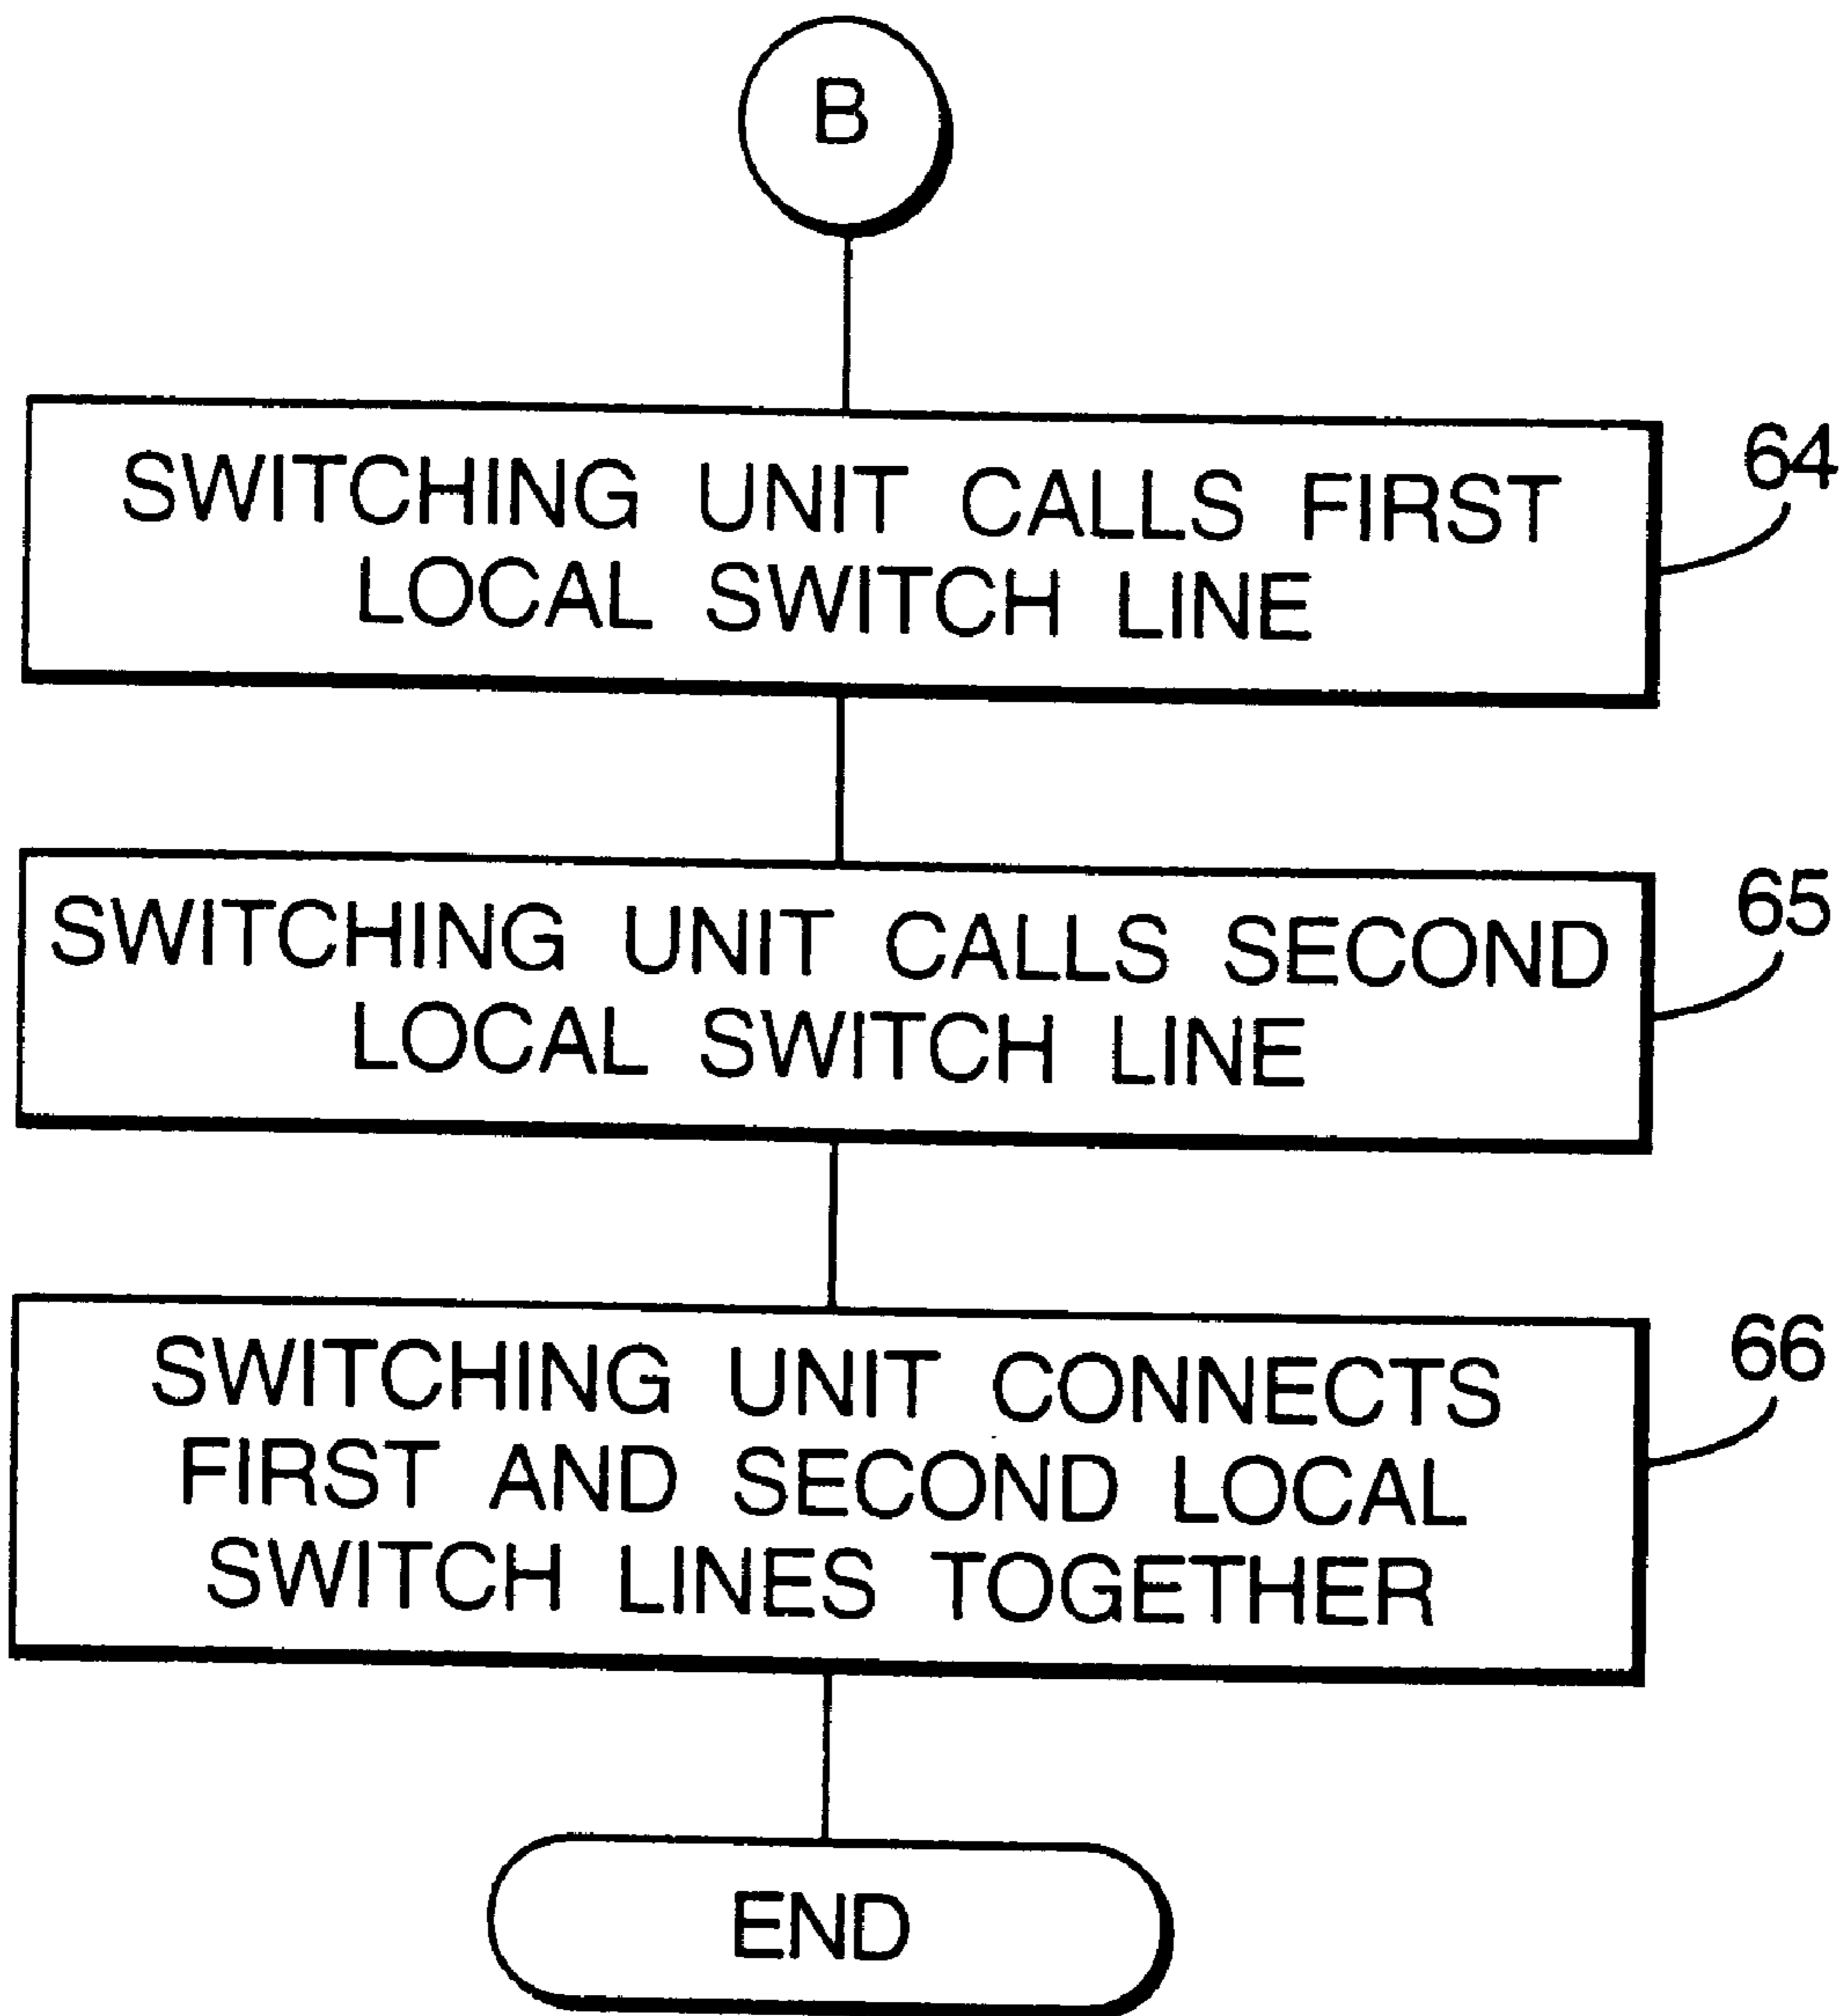 B
SWITCHING UNIT CALLS FIRST
LOCAL SWITCH LINE
64
SWITCHING UNIT CALLS SECOND
LOCAL SWITCH LINE
65
SWITCHING UNIT CONNECTS
FIRST AND SECOND LOCAL
SWITCH LINES TOGETHER
66
END